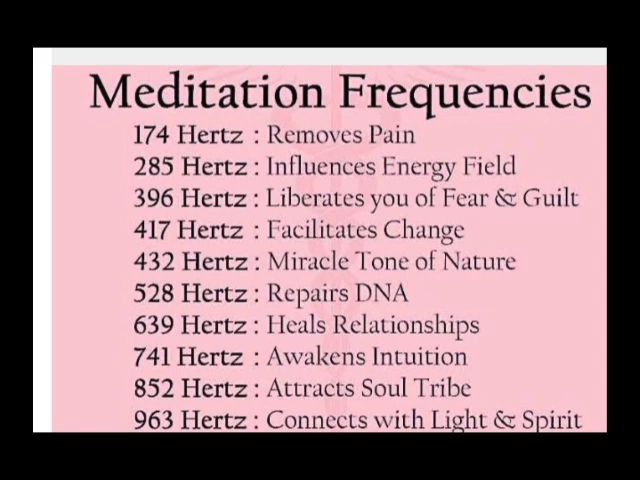 Meditation Frequencies
174 Hertz : Removes Pain
285 Hertz : Influences Energy Field
396 Hertz : Liberates you of Fear & Guilt
417 Hertz : Facilitates Change
432 Hertz : Miracle Tone of Nature
528 Hertz : Repairs DNA
639 Hertz : Heals Relationships
741 Hertz : Awakens Intuition
852 Hertz : Attracts Soul Tribe
963 Hertz : Connects with Light & Spirit